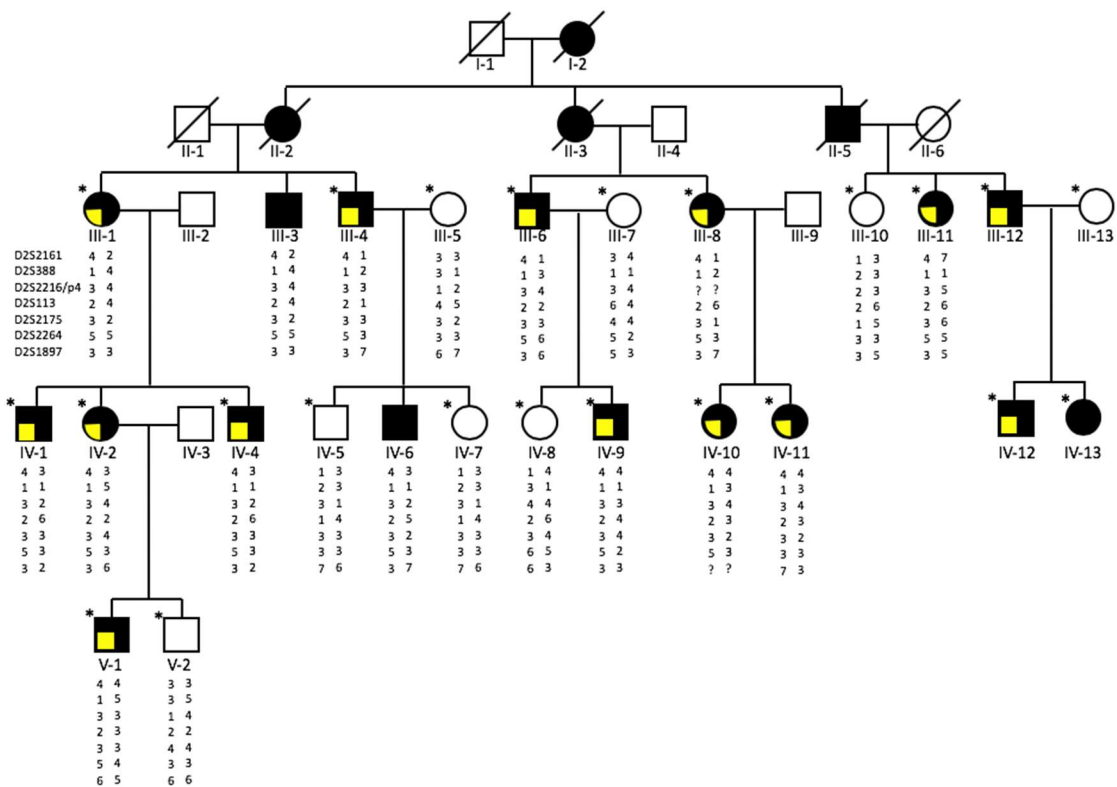 I-1 I-2
II-1 II-2 II-3 II-4 II-5 II-6
* * * * * * * * * *
III-1 III-2 III-3 III-4 III-5 III-6 III-7 III-8 III-9 III-10 III-11 III-12 III-13
D2S2161 4 2 4 2 4 1 3 3 4 1 3 4 4 1 1 3 4 7
D2S388 1 4 1 4 1 2 3 1 1 3 1 1 1 2 2 3 1 1
D2S2216/p4 3 4 3 4 3 4 1 2 3 4 3 4 ? ? 2 3 3 5
D2S113 2 4 2 4 2 1 4 5 2 2 6 4 2 6 2 6 2 6
D2S2175 3 2 3 2 3 3 3 2 3 3 4 4 3 1 1 5 3 6
D2S2264 5 5 5 5 5 3 3 3 5 6 5 2 5 3 3 3 5 5
D2S1897 3 3 3 3 3 7 6 7 3 6 5 3 3 7 3 5 3 5
* * * * * * * * * * *
IV-1 IV-2 IV-3 IV-4 IV-5 IV-6 IV-7 IV-8 IV-9 IV-10 IV-11 IV-12 IV-13
4 3 4 3 4 3 1 3 4 3 1 3 1 4 4 4 4 4 4 4
1 1 1 5 1 1 2 3 1 1 2 3 3 1 1 1 1 3 1 3
3 2 3 4 3 2 3 1 3 2 3 1 4 4 3 3 3 4 3 4
2 6 2 2 2 6 1 4 2 5 1 4 2 6 2 4 2 3 2 3
3 3 3 4 3 3 3 3 3 2 3 3 3 4 3 4 3 2 3 2
5 3 5 3 5 3 3 3 5 3 3 3 6 5 5 2 5 3 3 3
3 2 3 6 3 2 7 6 3 7 7 6 6 3 3 3 ? ? 7 3
* *
V-1 V-2
4 4 3 3
1 5 3 5
3 3 1 4
2 3 2 2
3 3 4 4
5 4 3 3
6 5 6 6